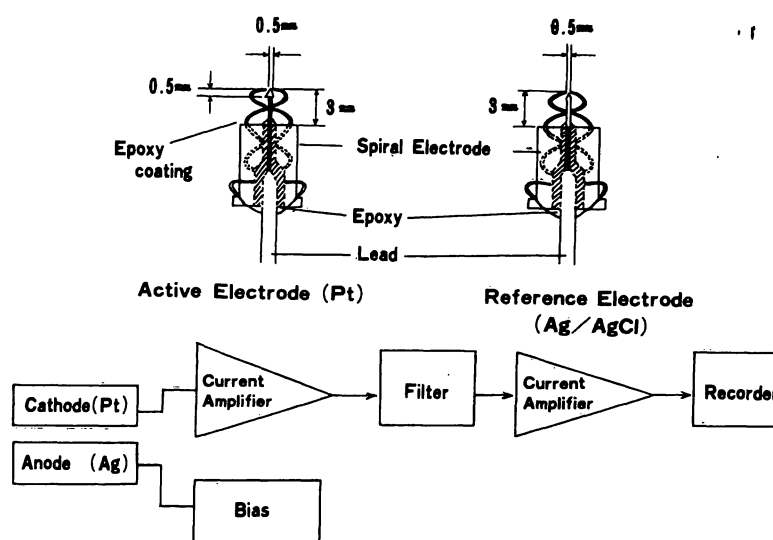 0.5mm
0.5mm
0.5mm
3mm
3mm
Epoxy
coating
Spiral Electrode
Epoxy
Lead
Active Electrode (Pt)
Reference Electrode
(Ag/AgCl)
Cathode(Pt)
Current
Amplifier
Filter
Current
Amplifier
Recorder
Anode (Ag)
Bias